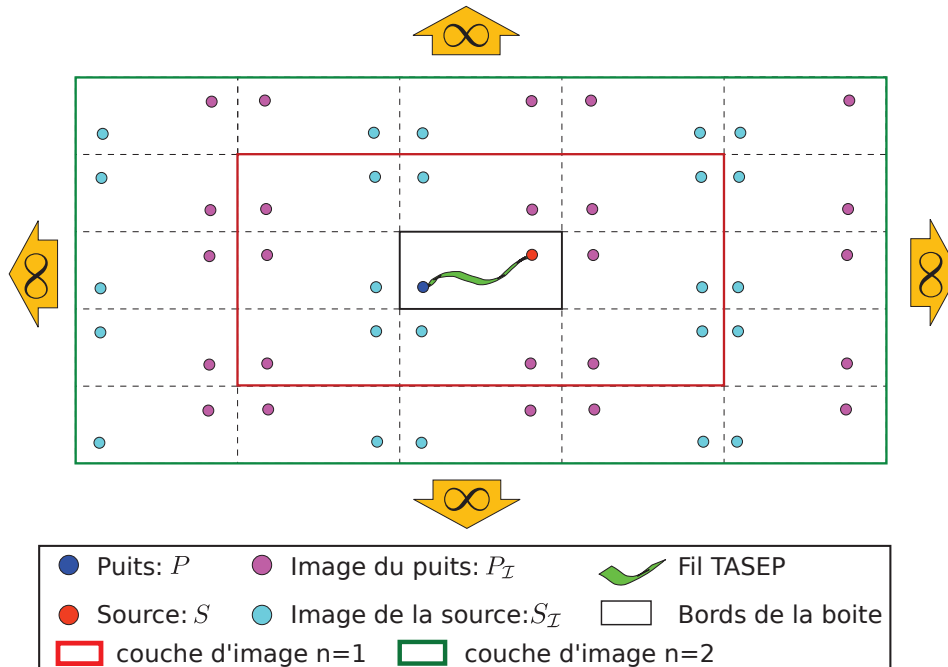 ∞
∞
∞
∞
Puits: P
Image du puits: P_I
Fil TASEP
Source: S
Image de la source:S_I
Bords de la boite
couche d'image n=1
couche d'image n=2